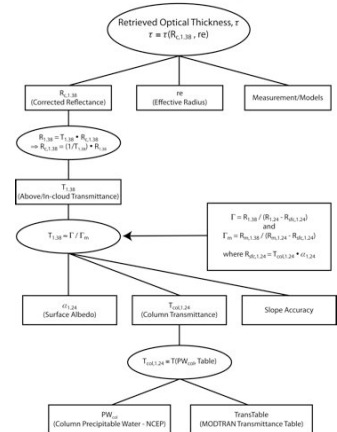 Retrieved Optical Thickness, τ
τ ≡ τ(Rc,1.38 , re)
Rc,1.38
(Corrected Reflectance)
re
(Effective Radius)
Measurement/Models
R1.38 = T1.38 • Rc,1.38
⇒ Rc,1.38 = (1/T1.38) • R1.38
T1.38
(Above/In-cloud Transmittance)
T1.38 ≈ Γ / Γm
Γ = R1.38 / (R1.24 - Rsfc,1.24)
and
Γm = Rm,1.38 / (Rm,1.24 - Rsfc,1.24)
where Rsfc,1.24 = Tcol,1.24 • α1.24
α1.24
(Surface Albedo)
Tcol,1.24
(Column Transmittance)
Slope Accuracy
Tcol,1.24 ≡ T(PWcol, Table)
PWcol
(Column Precipitable Water - NCEP)
TransTable
(MODTRAN Transmittance Table)